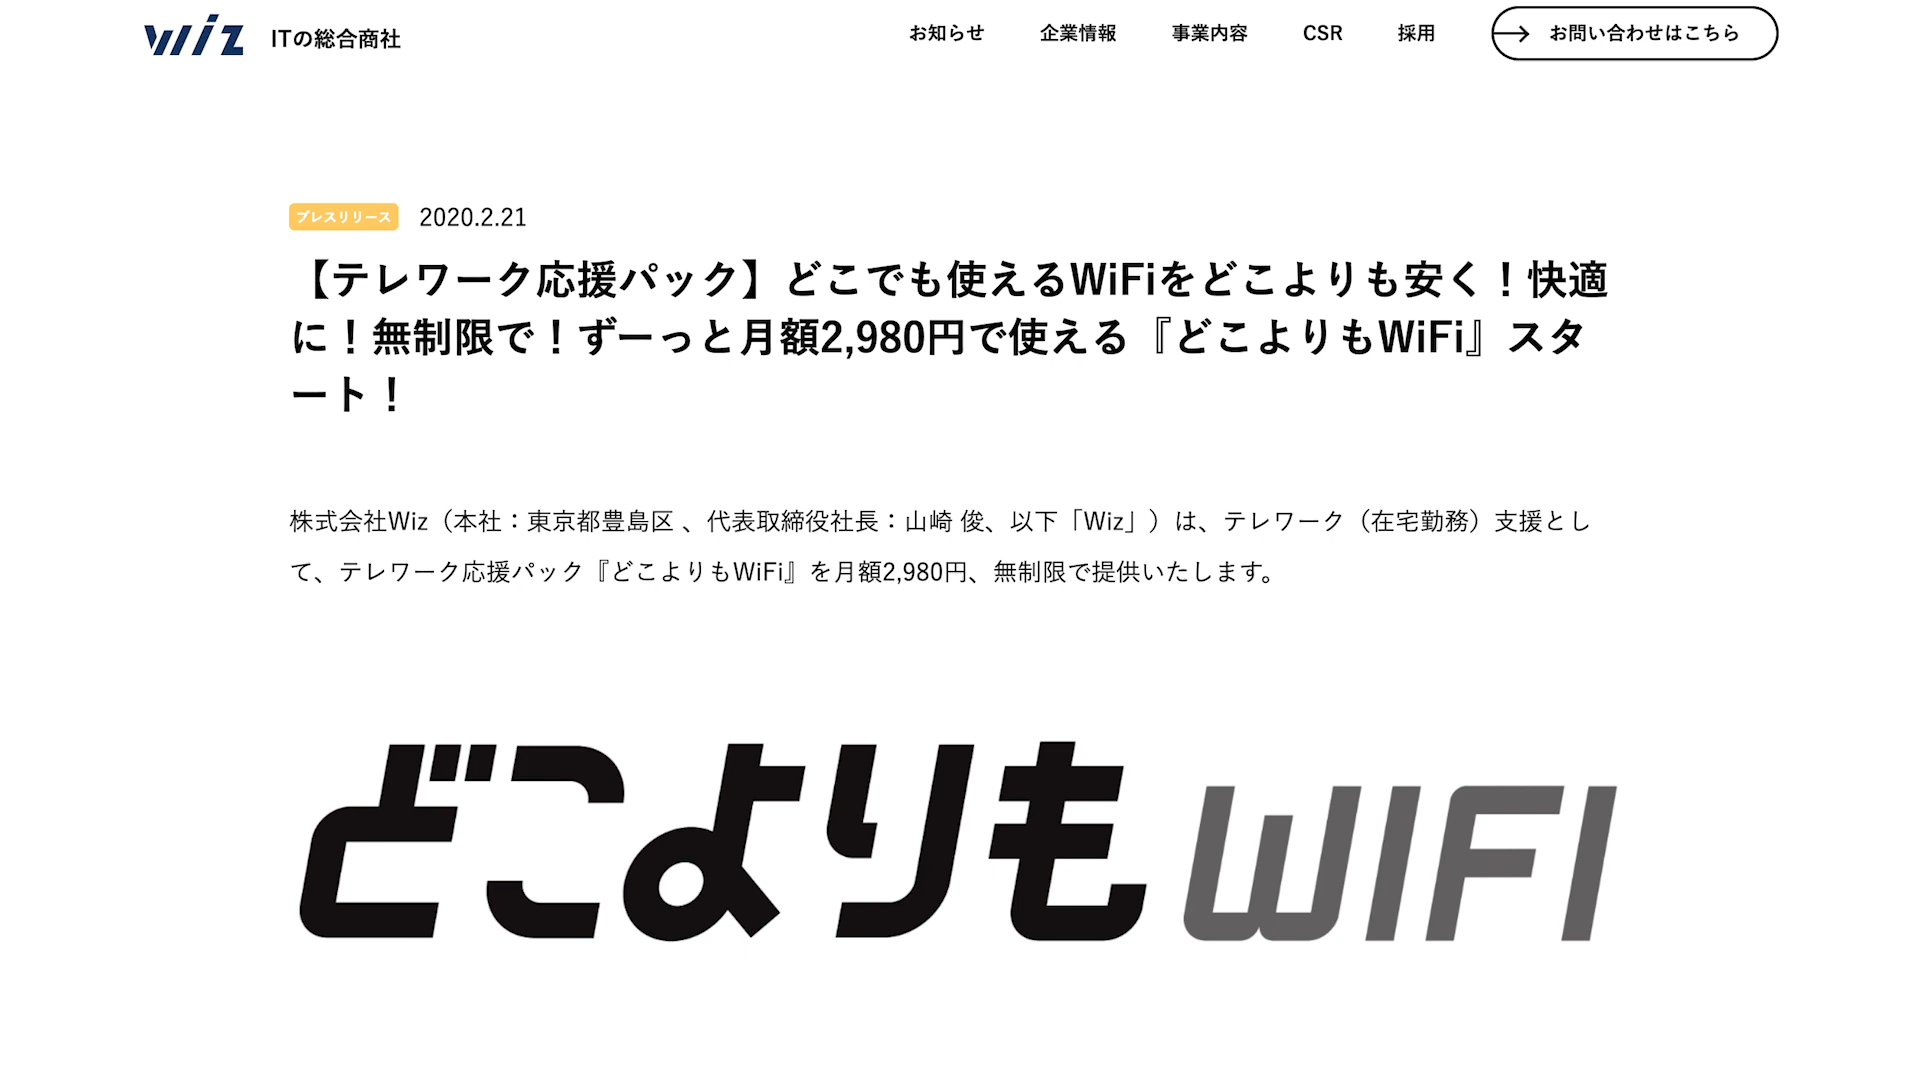 wiz ITの総合商社 お知らせ 企業情報 事業内容 CSR 採用 お問い合わせはこちら
プレスリリース 2020.2.21
【テレワーク応援パック】どこでも使えるWiFiをどこよりも安く！快適
に！無制限で！ずーっと月額2,980円で使える『どこよりもWiFi』スタ
ート！
株式会社Wiz（本社：東京都豊島区 、代表取締役社長：山崎 俊、以下「Wiz」）は、テレワーク（在宅勤務）支援とし
て、テレワーク応援パック『どこよりもWiFi』を月額2,980円、無制限で提供いたします。
どこよりもWIFI